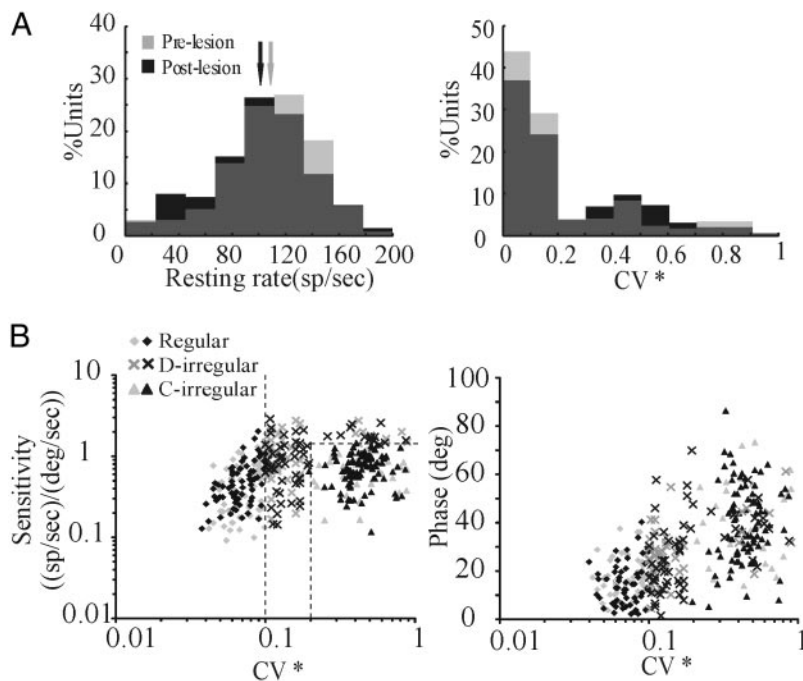 A
Pre-lesion
Post-lesion
%Units
40
30
20
10
0
0 40 80 120 160 200
Resting rate(sp/sec)
%Units
50
40
30
20
10
0
0 0.2 0.4 0.6 0.8 1
CV *
B
Regular
D-irregular
C-irregular
Sensitivity
((sp/sec)/(deg/sec))
10
1
0.1
0.01
0.01 0.1 1
CV *
Phase (deg)
100
80
60
40
20
0
0.01 0.1 1
CV *